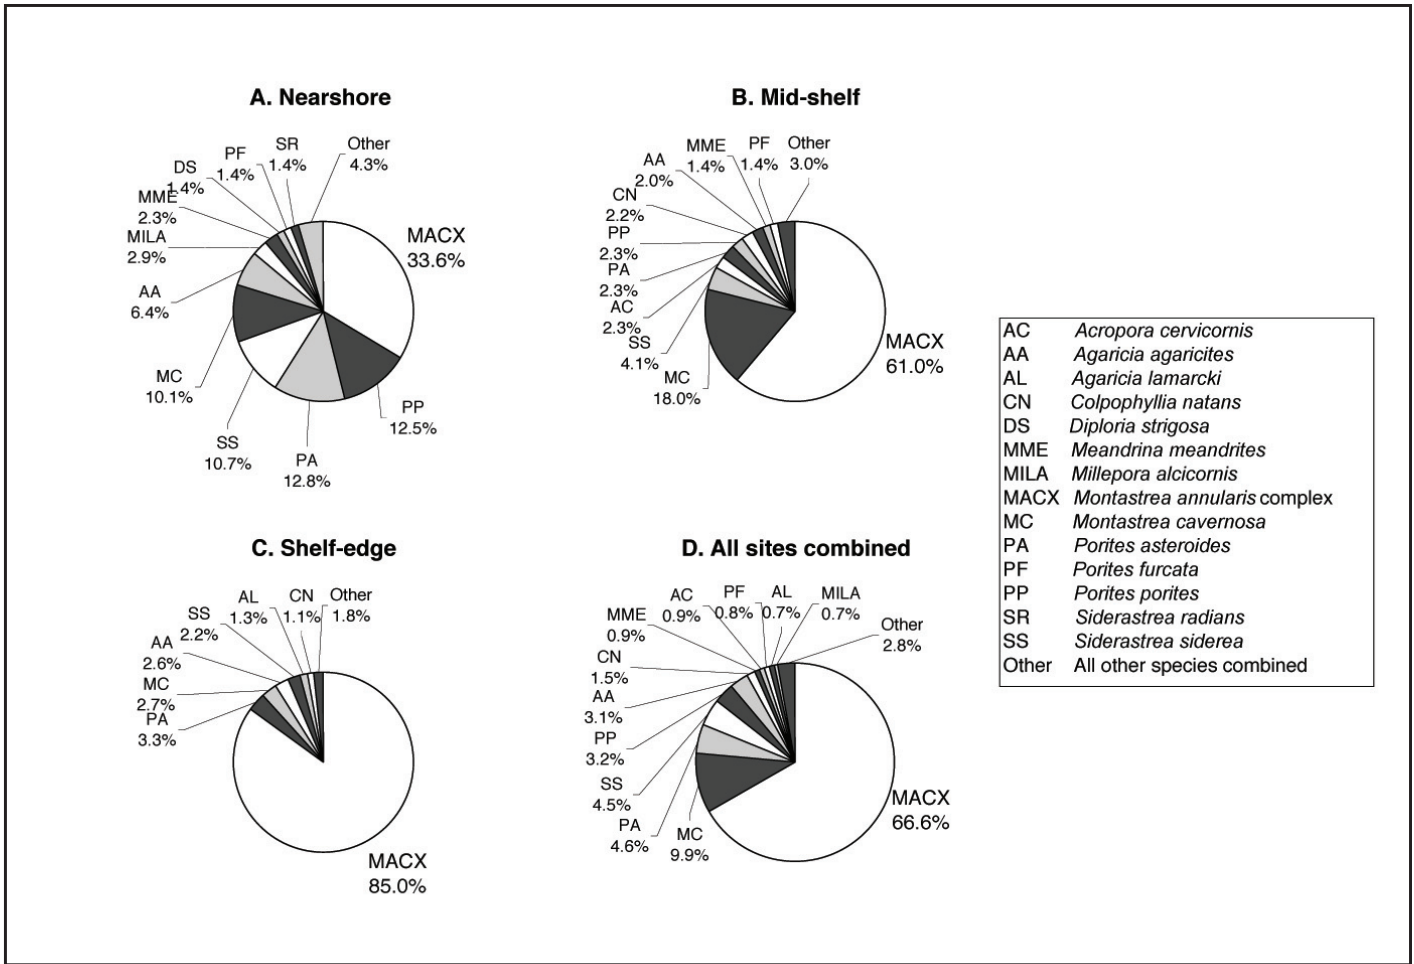 A. Nearshore
SR
1.4%
Other
4.3%
PF
1.4%
DS
1.4%
MME
2.3%
MILA
2.9%
AA
6.4%
MC
10.1%
SS
10.7%
PA
12.8%
PP
12.5%
MACX
33.6%
B. Mid-shelf
MME
1.4%
PF
1.4%
Other
3.0%
AA
2.0%
CN
2.2%
PP
2.3%
PA
2.3%
AC
2.3%
SS
4.1%
MC
18.0%
MACX
61.0%
C. Shelf-edge
AL
1.3%
CN
1.1%
Other
1.8%
SS
2.2%
AA
2.6%
MC
2.7%
PA
3.3%
MACX
85.0%
D. All sites combined
AC
0.9%
PF
0.8%
AL
0.7%
MILA
0.7%
Other
2.8%
MME
0.9%
CN
1.5%
AA
3.1%
PP
3.2%
SS
4.5%
PA
4.6%
MC
9.9%
MACX
66.6%
AC Acropora cervicornis
AA Agaricia agaricites
AL Agaricia lamarcki
CN Colpophyllia natans
DS Diploria strigosa
MME Meandrina meandrites
MILA Millepora alcicornis
MACX Montastrea annularis complex
MC Montastrea cavernosa
PA Porites asteroides
PF Porites furcata
PP Porites porites
SR Siderastrea radians
SS Siderastrea siderea
Other All other species combined